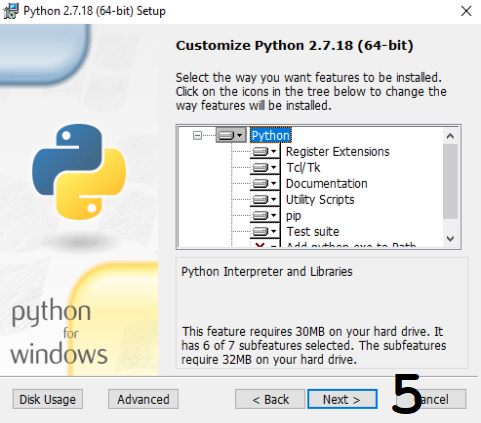 Python 2.7.18 (64-bit) Setup
Customize Python 2.7.18 (64-bit)
Select the way you want features to be installed.
Click on the icons in the tree below to change the
way features will be installed.
Python
Register Extensions
Tcl/Tk
Documentation
Utility Scripts
pip
Test suite
Add python.exe to Path
Python Interpreter and Libraries
This feature requires 30MB on your hard drive. It
has 6 of 7 subfeatures selected. The subfeatures
require 32MB on your hard drive.
python
for
windows
Disk Usage
Advanced
< Back
Next >
5
Cancel